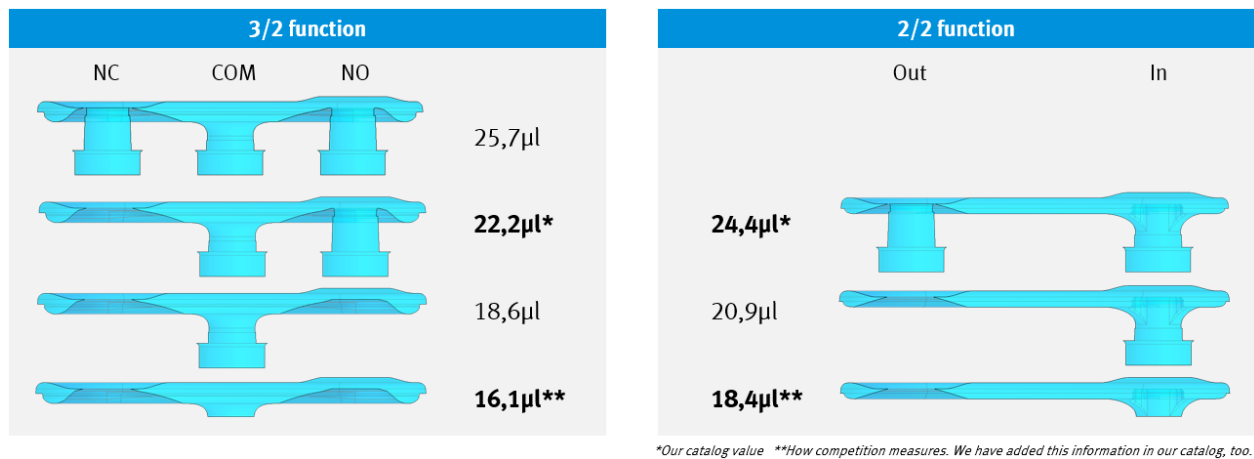 3/2 function
NC COM NO
25,7µl
22,2µl*
18,6µl
16,1µl**
2/2 function
Out In
24,4µl*
20,9µl
18,4µl**
*Our catalog value **How competition measures. We have added this information in our catalog, too.